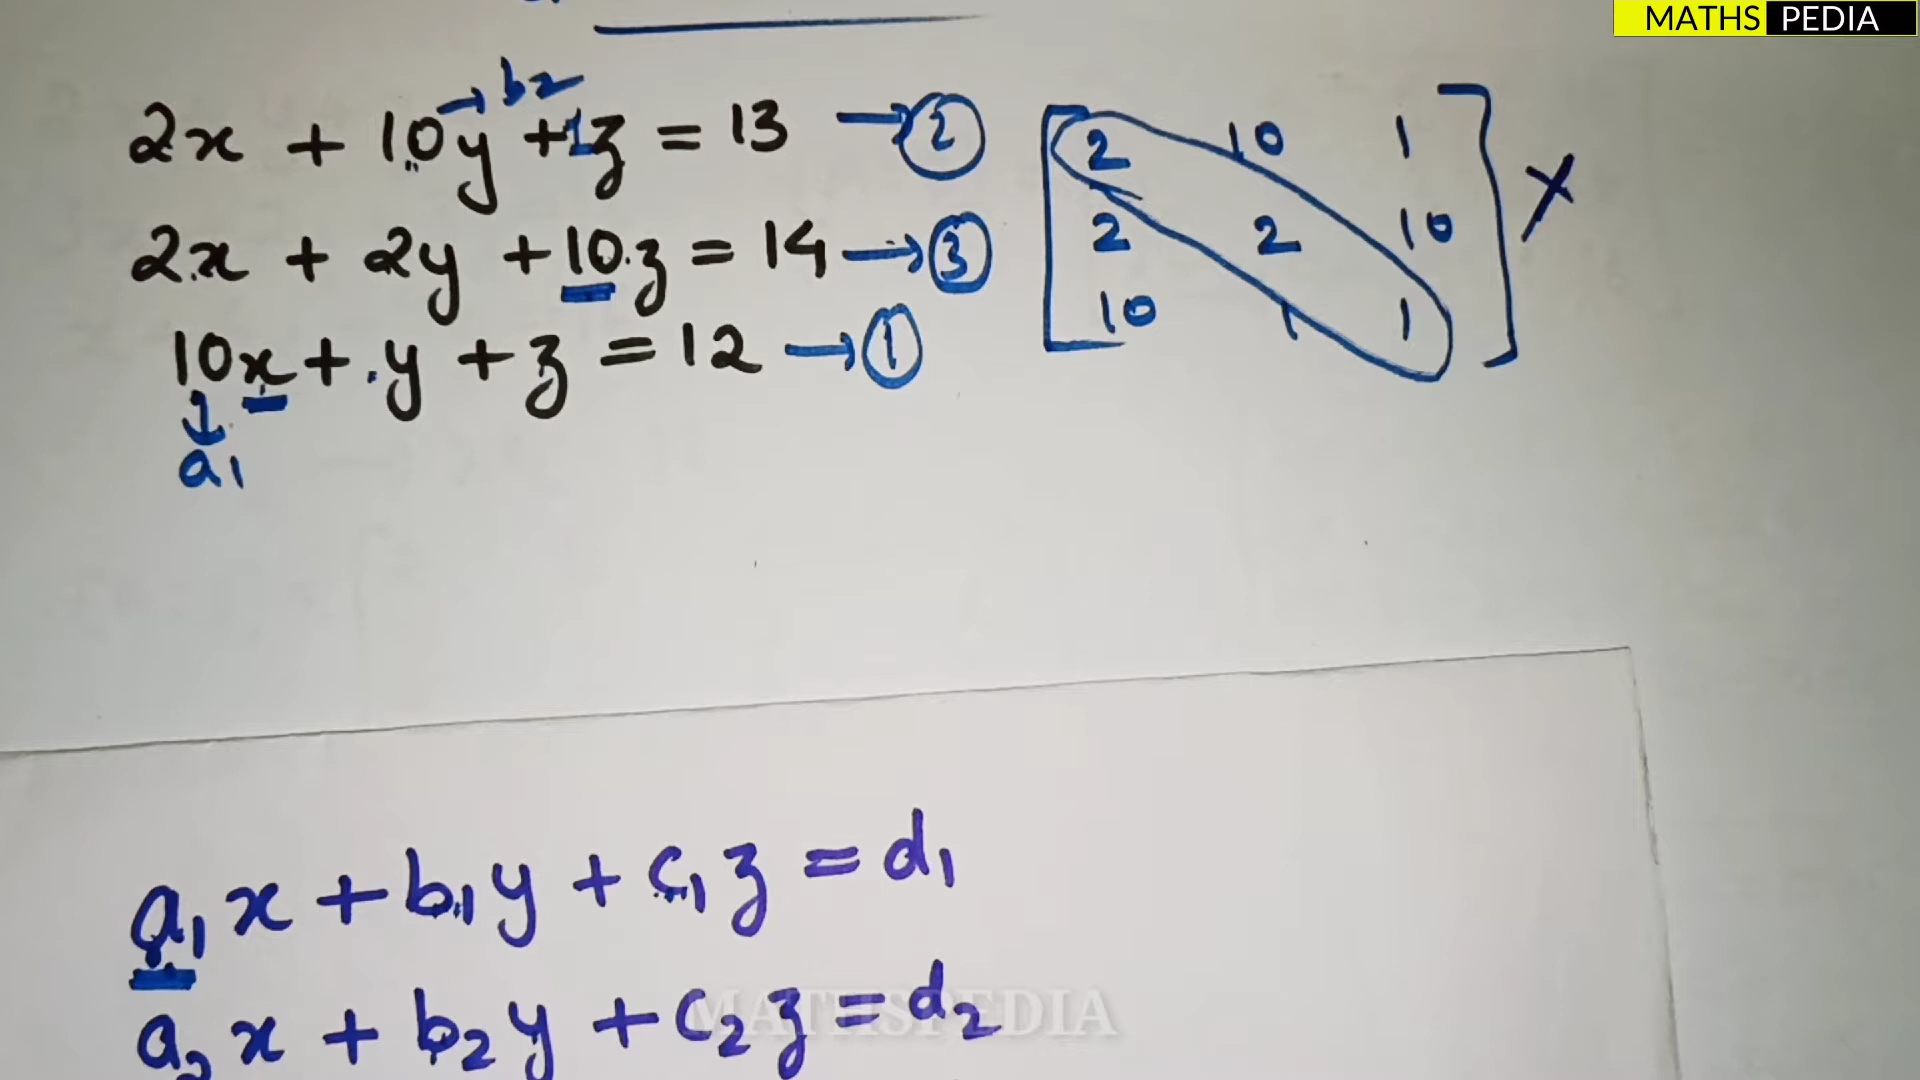 MATHS PEDIA
→ b2
2x + 10y + 1z = 13 → ②
2x + 2y + 10z = 14 → ③
10x + y + z = 12 → ①
↓
a1
[ 2 10 1
2 2 10
10 1 1 ] X
a₁x + b₁y + c₁z = d₁
a₂x + b₂y + c₂z = d₂
MATHSPEDIA